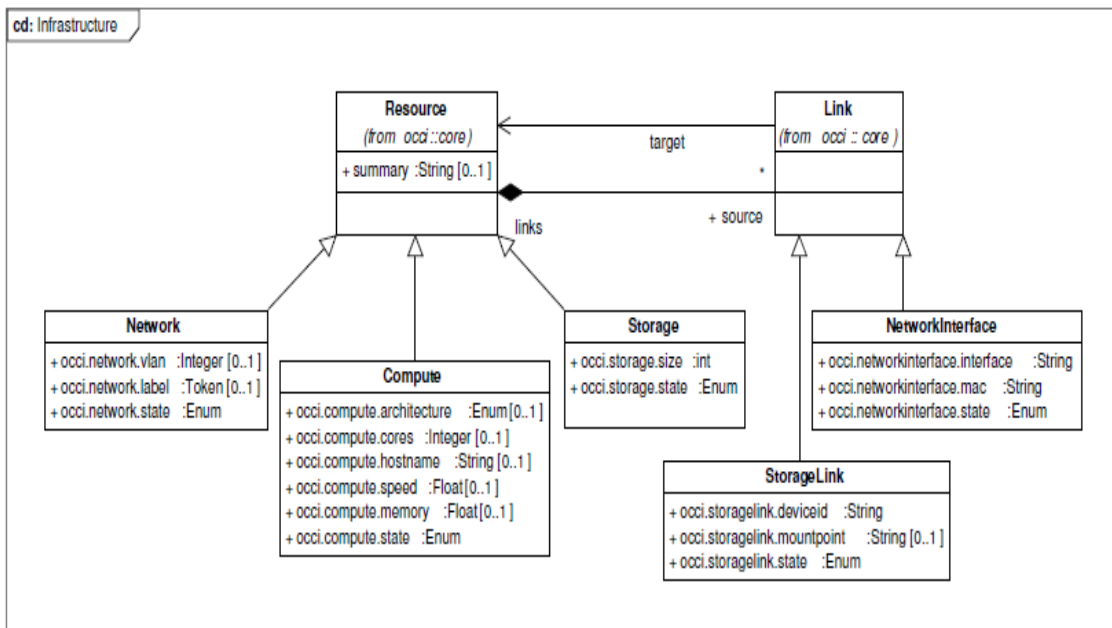 cd: Infrastructure
Resource
(from occi::core)
+ summary :String [0..1]
Link
(from occi :: core)
target
*
+ source
links
Network
+ occi.network.vlan :Integer [0..1]
+ occi.network.label :Token [0..1]
+ occi.network.state :Enum
Compute
+ occi.compute.architecture :Enum[0..1]
+ occi.compute.cores :Integer [0..1]
+ occi.compute.hostname :String [0..1]
+ occi.compute.speed :Float[0..1]
+ occi.compute.memory :Float[0..1]
+ occi.compute.state :Enum
Storage
+ occi.storage.size :int
+ occi.storage.state :Enum
NetworkInterface
+ occi.networkinterface.interface :String
+ occi.networkinterface.mac :String
+ occi.networkinterface.state :Enum
StorageLink
+ occi.storagelink.deviceid :String
+ occi.storagelink.mountpoint :String [0..1]
+ occi.storagelink.state :Enum